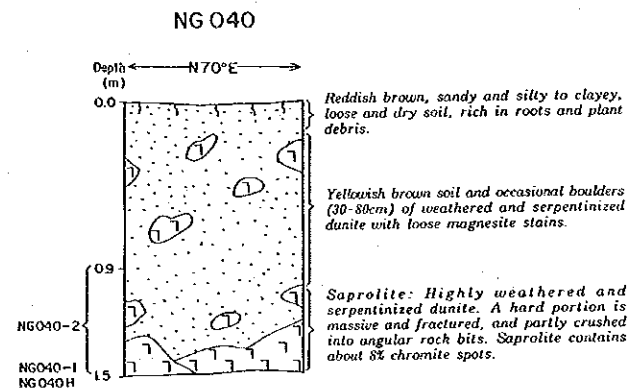 NG 040
Depth
(m)
N70°E
0.0
Reddish brown, sandy and silty to clayey,
loose and dry soil, rich in roots and plant
debris.
Yellowish brown soil and occasional boulders
(30-80cm) of weathered and serpentinized
dunite with loose magnesite stains.
0.9
Saprolite: Highly weathered and
serpentinized dunite. A hard portion is
massive and fractured, and partly crushed
into angular rock bits. Saprolite contains
about 8% chromite spots.
NG040-2
NG040-1
NG040H
1.5